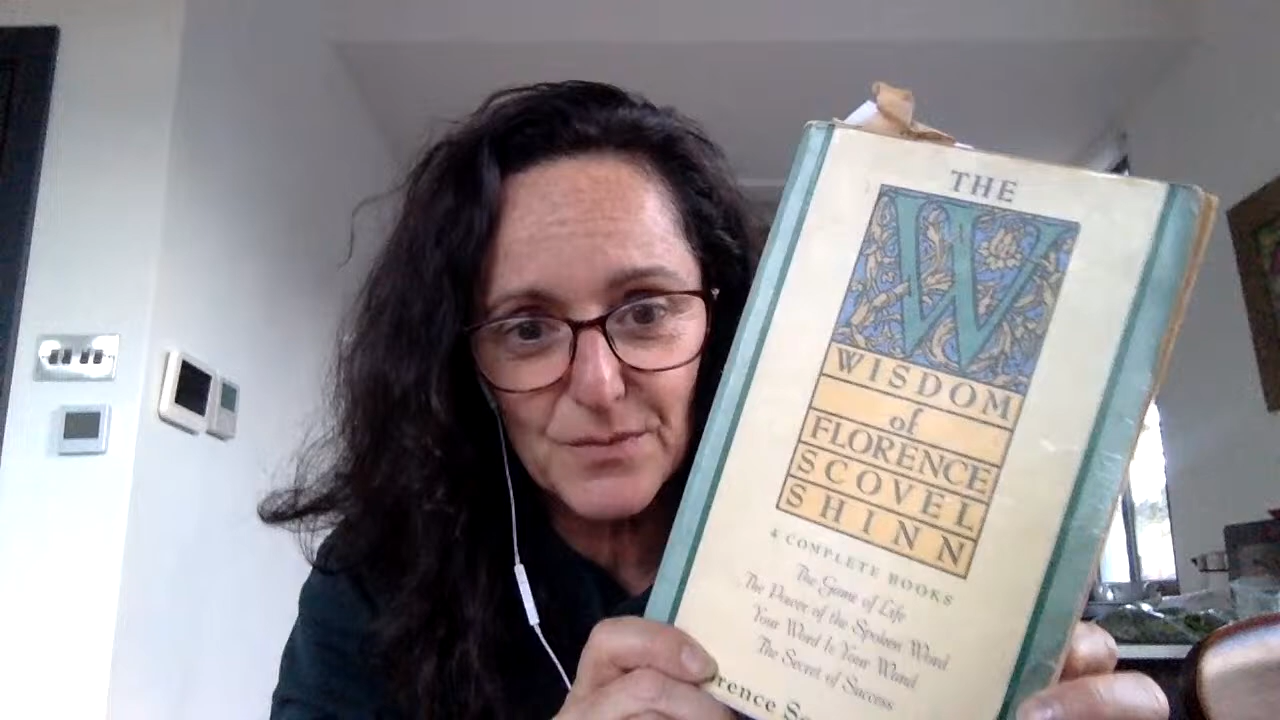 THE
W
WISDOM
of
FLORENCE
SCOVEL
SHINN
4 COMPLETE BOOKS
The Game of Life
The Power of the Spoken Word
Your Word Is Your Wand
The Secret of Success